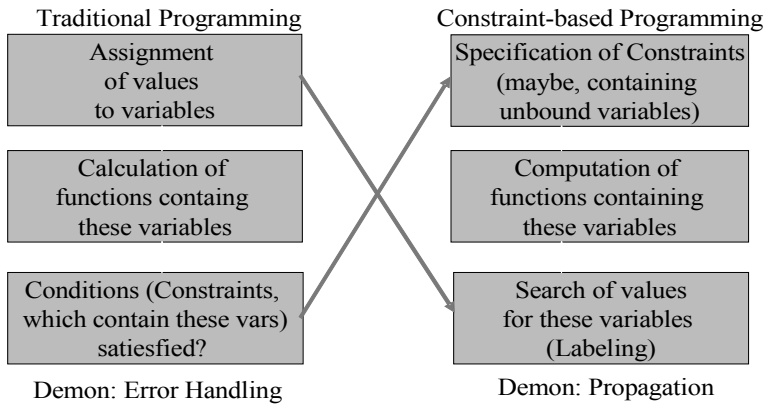 Traditional Programming
Assignment
of values
to variables
Calculation of
functions containg
these variables
Conditions (Constraints,
which contain these vars)
satiesfied?
Demon: Error Handling
Constraint-based Programming
Specification of Constraints
(maybe, containing
unbound variables)
Computation of
functions containing
these variables
Search of values
for these variables
(Labeling)
Demon: Propagation